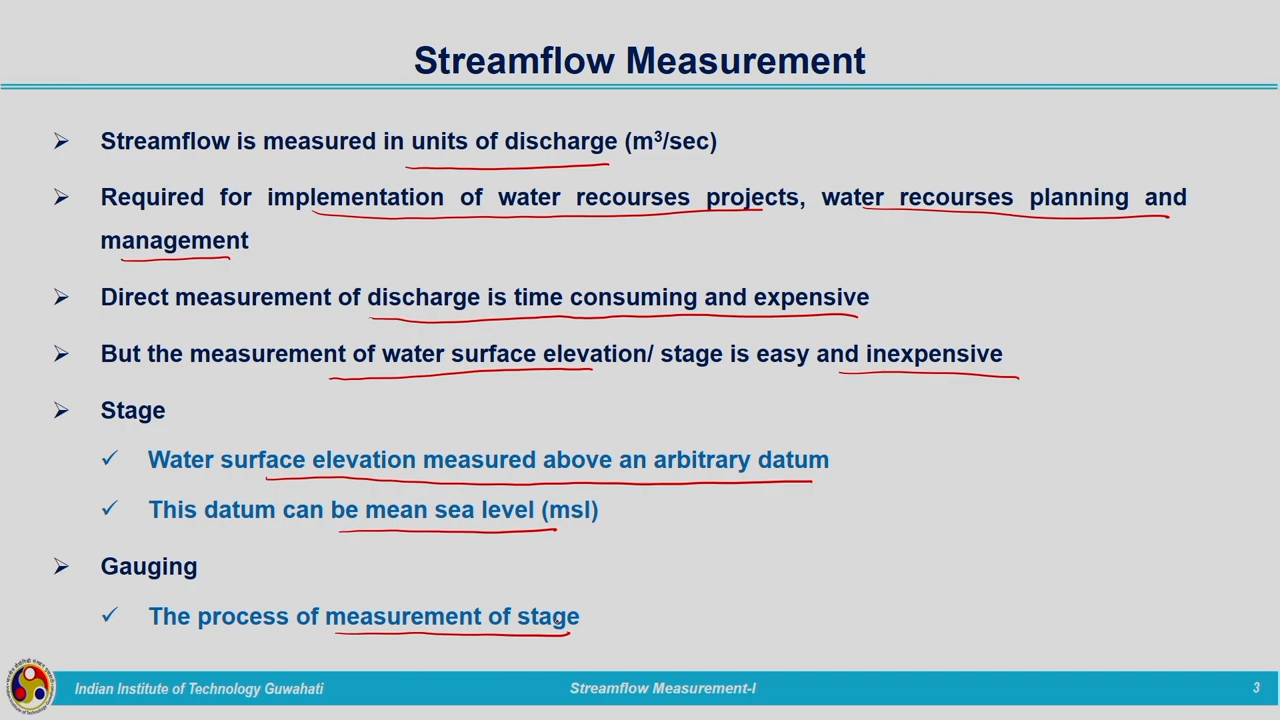 Streamflow Measurement
➢ Streamflow is measured in units of discharge (m³/sec)
➢ Required for implementation of water recourses projects, water recourses planning and
management
➢ Direct measurement of discharge is time consuming and expensive
➢ But the measurement of water surface elevation/ stage is easy and inexpensive
➢ Stage
✓ Water surface elevation measured above an arbitrary datum
✓ This datum can be mean sea level (msl)
➢ Gauging
✓ The process of measurement of stage
Indian Institute of Technology Guwahati
Streamflow Measurement-I
3